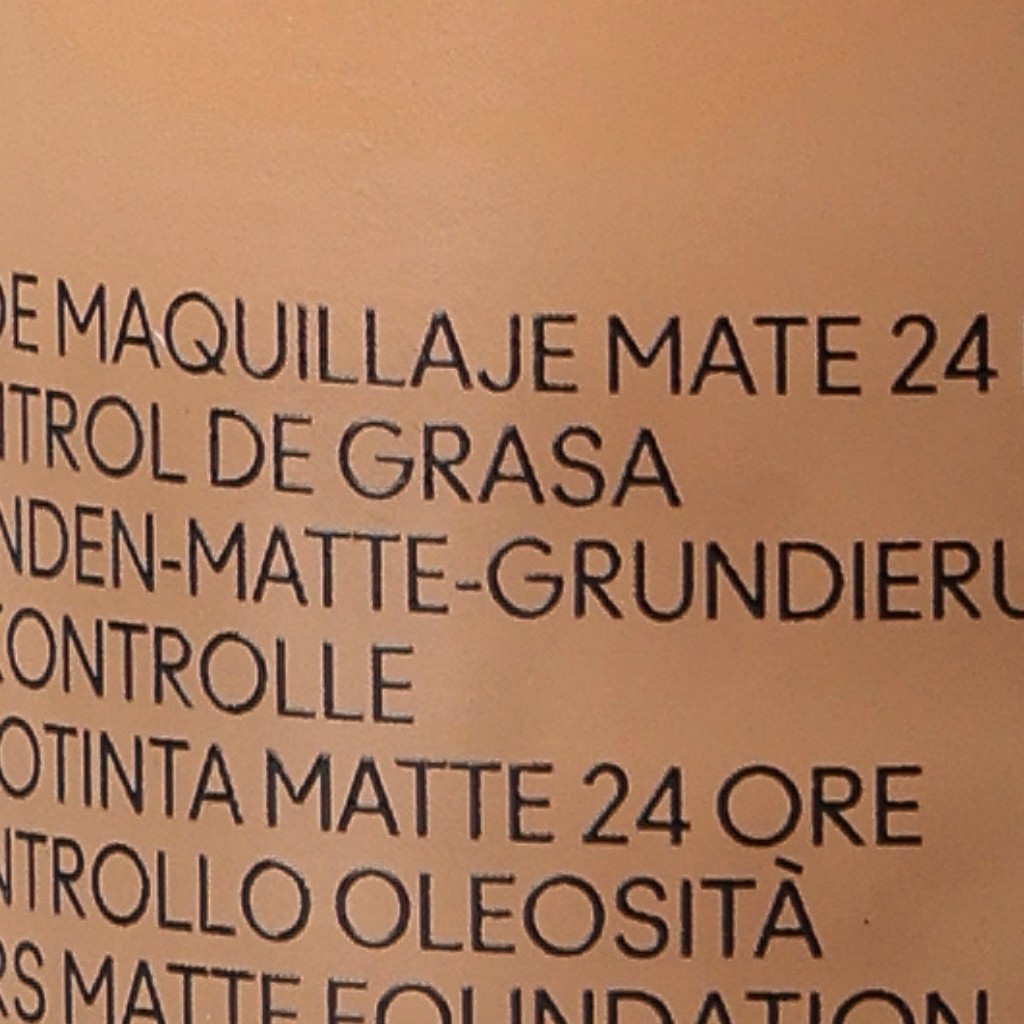 DE MAQUILLAJE MATE 24
NTROL DE GRASA
NDEN-MATTE-GRUNDIERU
KONTROLLE
OTINTA MATTE 24 ORE
NTROLLO OLEOSITÀ
RS MATTE FOUNDATION